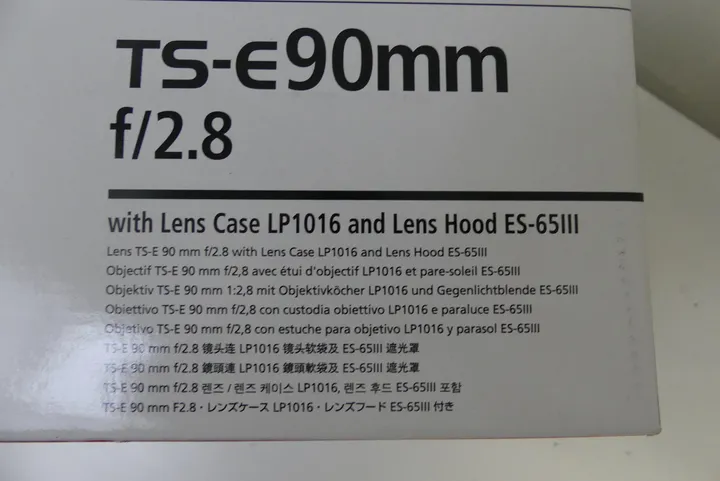 TS-E90mm
f/2.8
with Lens Case LP1016 and Lens Hood ES-65III
Lens TS-E 90 mm f/2.8 with Lens Case LP1016 and Lens Hood ES-65III
Objectif TS-E 90 mm f/2,8 avec étui d'objectif LP1016 et pare-soleil ES-65III
Objektiv TS-E 90 mm 1:2,8 mit Objektivköcher LP1016 und Gegenlichtblende ES-65III
Obiettivo TS-E 90 mm f/2,8 con custodia obiettivo LP1016 e paraluce ES-65III
Objetivo TS-E 90 mm f/2,8 con estuche para objetivo LP1016 y parasol ES-65III
TS-E 90 mm f/2.8 镜头连 LP1016 镜头软袋及 ES-65III 遮光罩
TS-E 90 mm f/2.8 鏡頭連 LP1016 鏡頭軟袋及 ES-65III 遮光罩
TS-E 90 mm f/2.8 렌즈 / 렌즈 케이스 LP1016, 렌즈 후드 ES-65III 포함
TS-E 90 mm F2.8・レンズケース LP1016・レンズフード ES-65III 付き